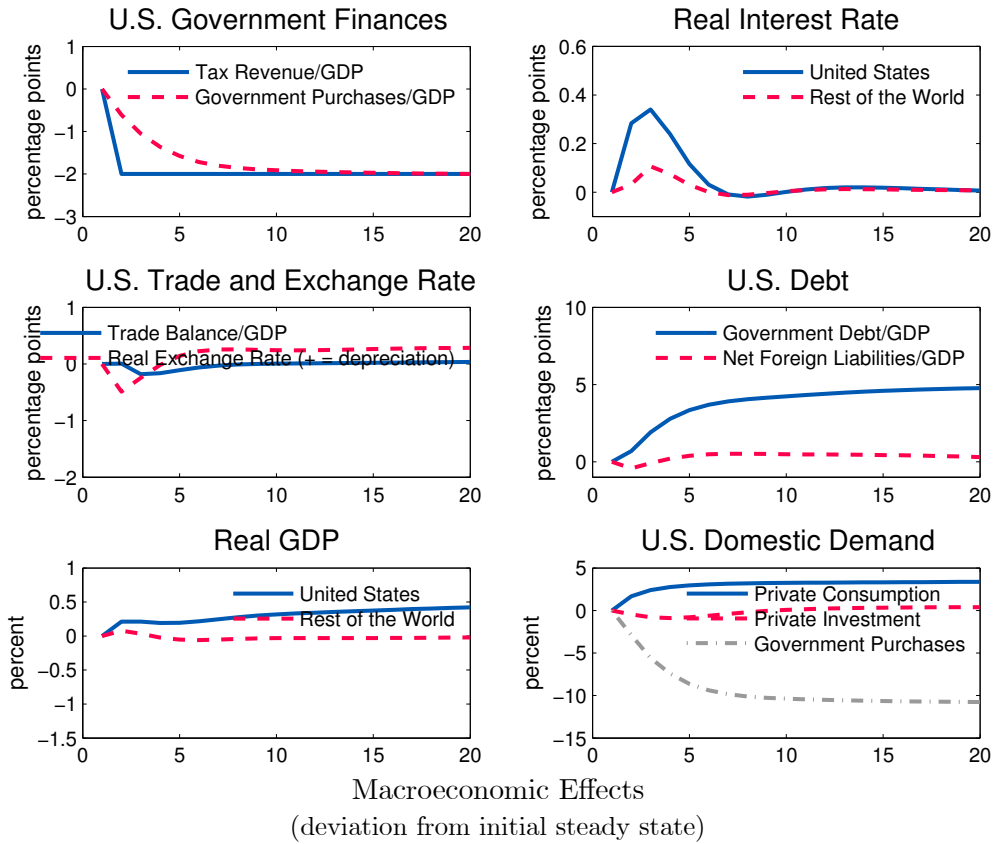 U.S. Government Finances
percentage points
1
0
−1
−2
−3
Tax Revenue/GDP
Government Purchases/GDP
0 5 10 15 20
Real Interest Rate
percentage points
0.6
0.4
0.2
0
United States
Rest of the World
0 5 10 15 20
U.S. Trade and Exchange Rate
percentage points
1
0
−1
−2
Trade Balance/GDP
Real Exchange Rate (+ = depreciation)
0 5 10 15 20
U.S. Debt
percentage points
10
5
0
Government Debt/GDP
Net Foreign Liabilities/GDP
0 5 10 15 20
Real GDP
percent
1
0.5
0
−0.5
−1
−1.5
United States
Rest of the World
0 5 10 15 20
U.S. Domestic Demand
percent
5
0
−5
−10
−15
Private Consumption
Private Investment
Government Purchases
0 5 10 15 20
Macroeconomic Effects
(deviation from initial steady state)